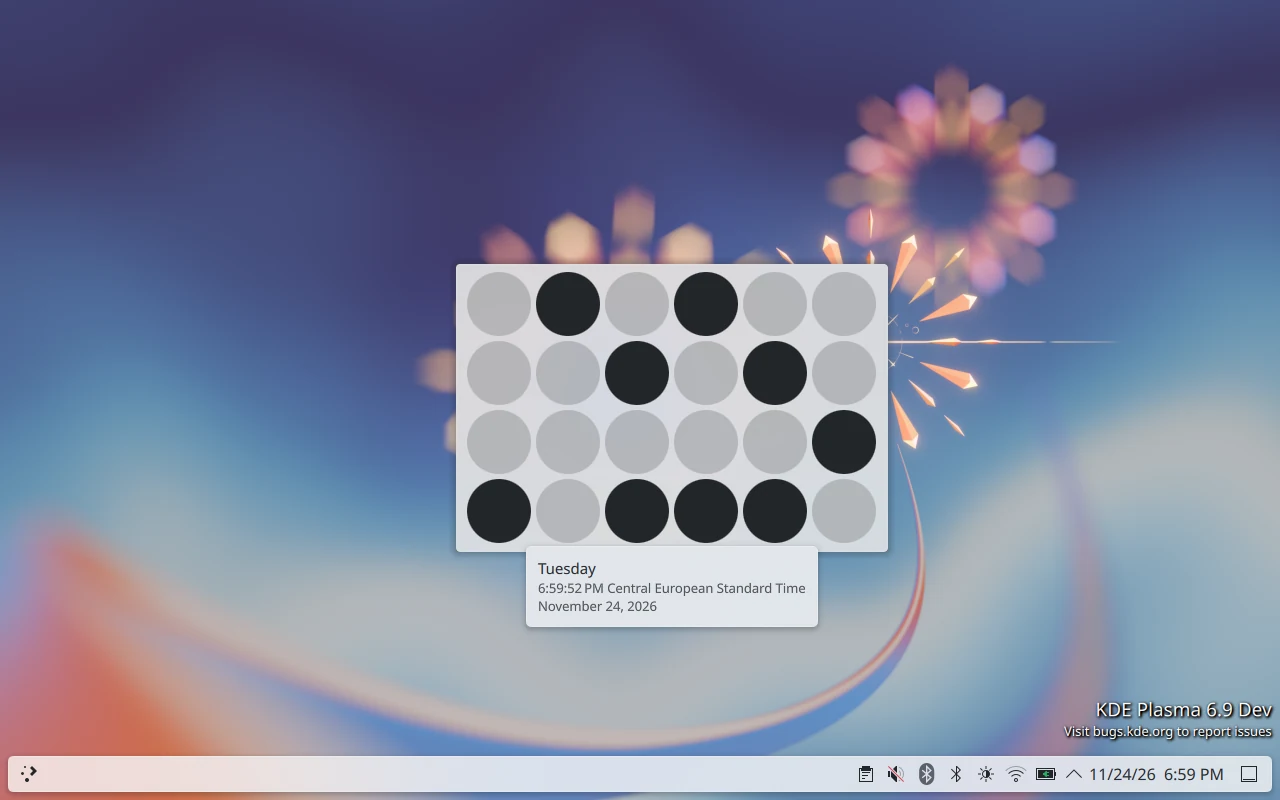 Tuesday
6:59:52 PM Central European Standard Time
November 24, 2026
KDE Plasma 6.9 Dev
Visit bugs.kde.org to report issues
11/24/26 6:59 PM